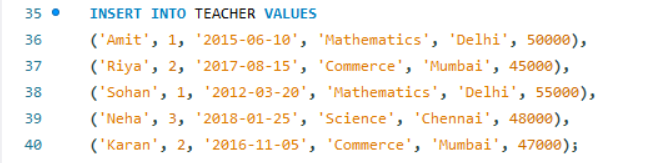 35 INSERT INTO TEACHER VALUES
36 ('Amit', 1, '2015-06-10', 'Mathematics', 'Delhi', 50000),
37 ('Riya', 2, '2017-08-15', 'Commerce', 'Mumbai', 45000),
38 ('Sohan', 1, '2012-03-20', 'Mathematics', 'Delhi', 55000),
39 ('Neha', 3, '2018-01-25', 'Science', 'Chennai', 48000),
40 ('Karan', 2, '2016-11-05', 'Commerce', 'Mumbai', 47000);